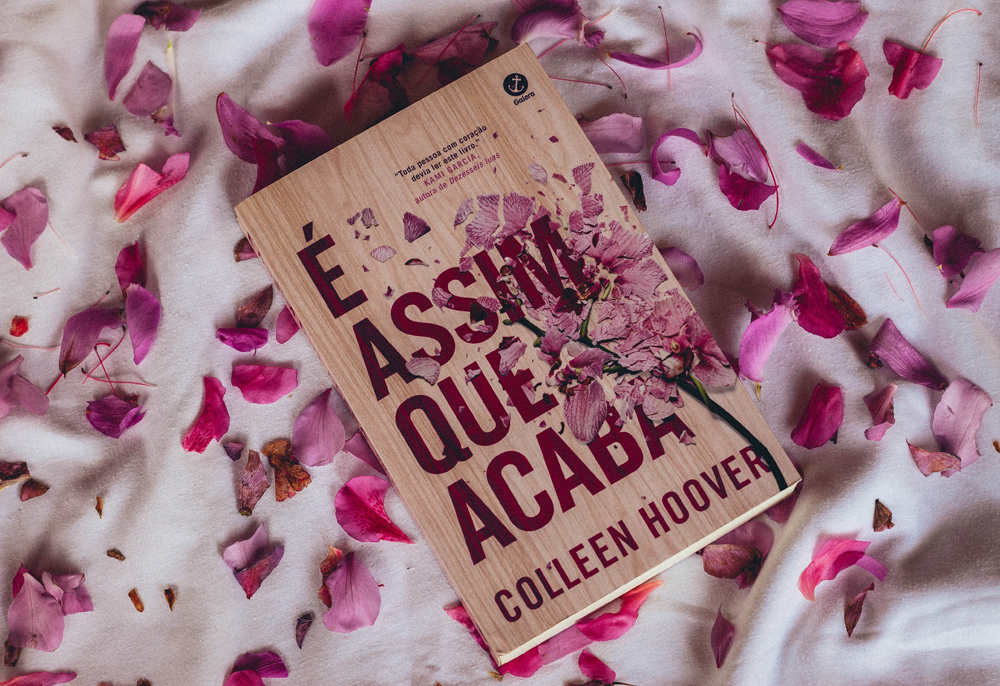 Galera
"Toda pessoa com coração
devia ler este livro."
KAMI GARCIA,
autora de Dezesseis luas
É
ASSIM
QUE
ACABA
COLLEEN HOOVER